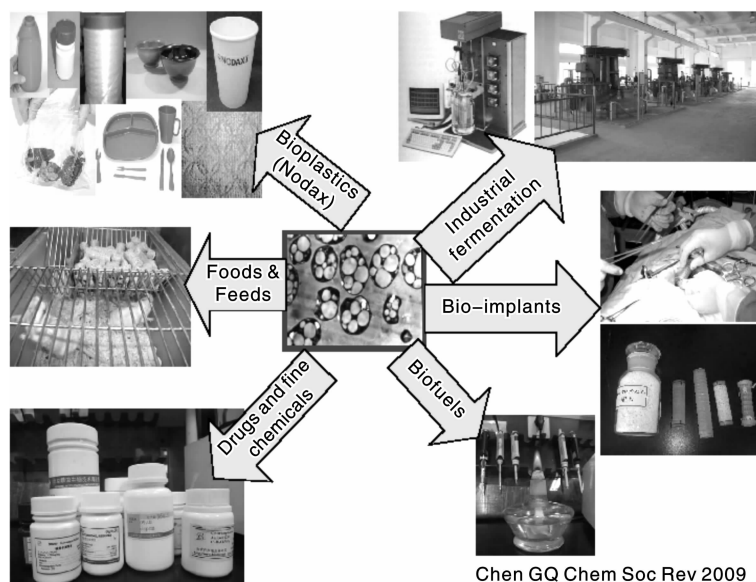 NODAX
Bioplastics
(Nodax)
Industrial
fermentation
Foods &
Feeds
Bio-implants
Drugs and fine
chemicals
Biofuels
Chen GQ Chem Soc Rev 2009